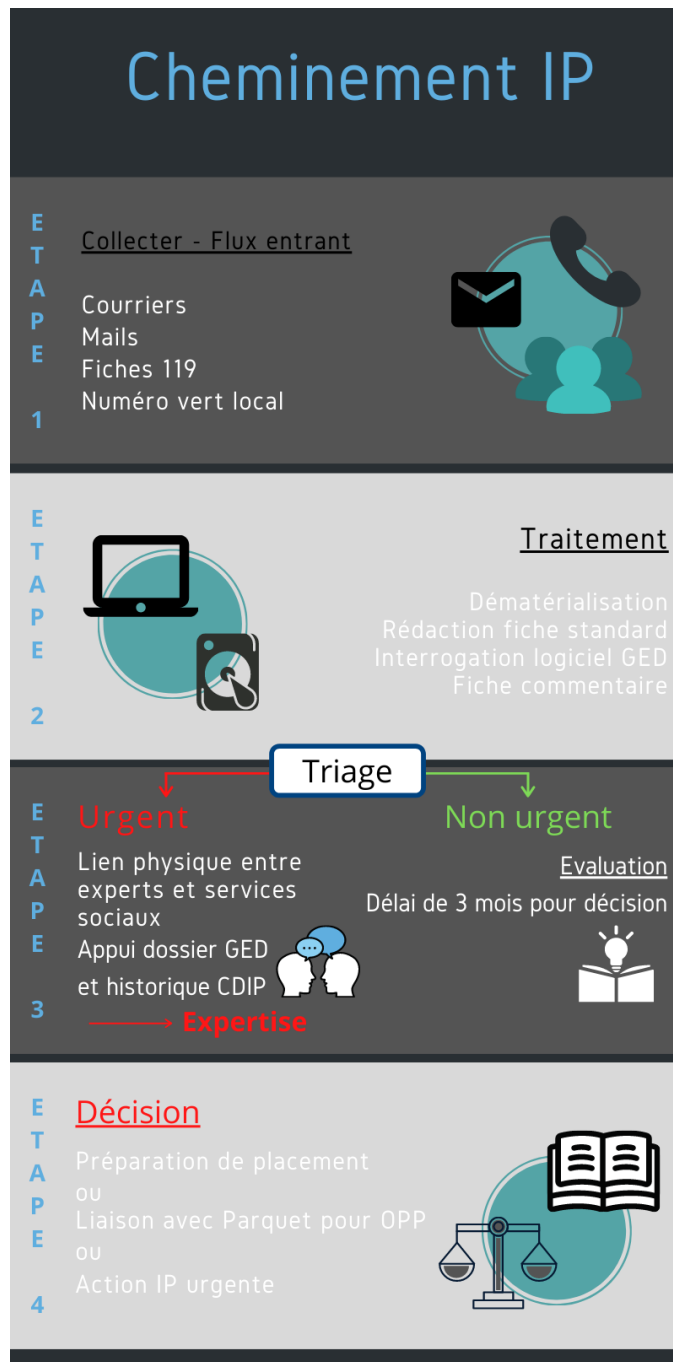 Cheminement IP
ETAPE 1
Collecter - Flux entrant
Courriers
Mails
Fiches 119
Numéro vert local
ETAPE 2
Traitement
Dématérialisation
Rédaction fiche standard
Interrogation logiciel GED
Fiche commentaire
Triage
ETAPE 3
Urgent
Lien physique entre
experts et services
sociaux
Appui dossier GED
et historique CDIP
Expertise
Non urgent
Evaluation
Délai de 3 mois pour décision
ETAPE 4
Décision
Préparation de placement
ou
Liaison avec Parquet pour OPP
ou
Action IP urgente